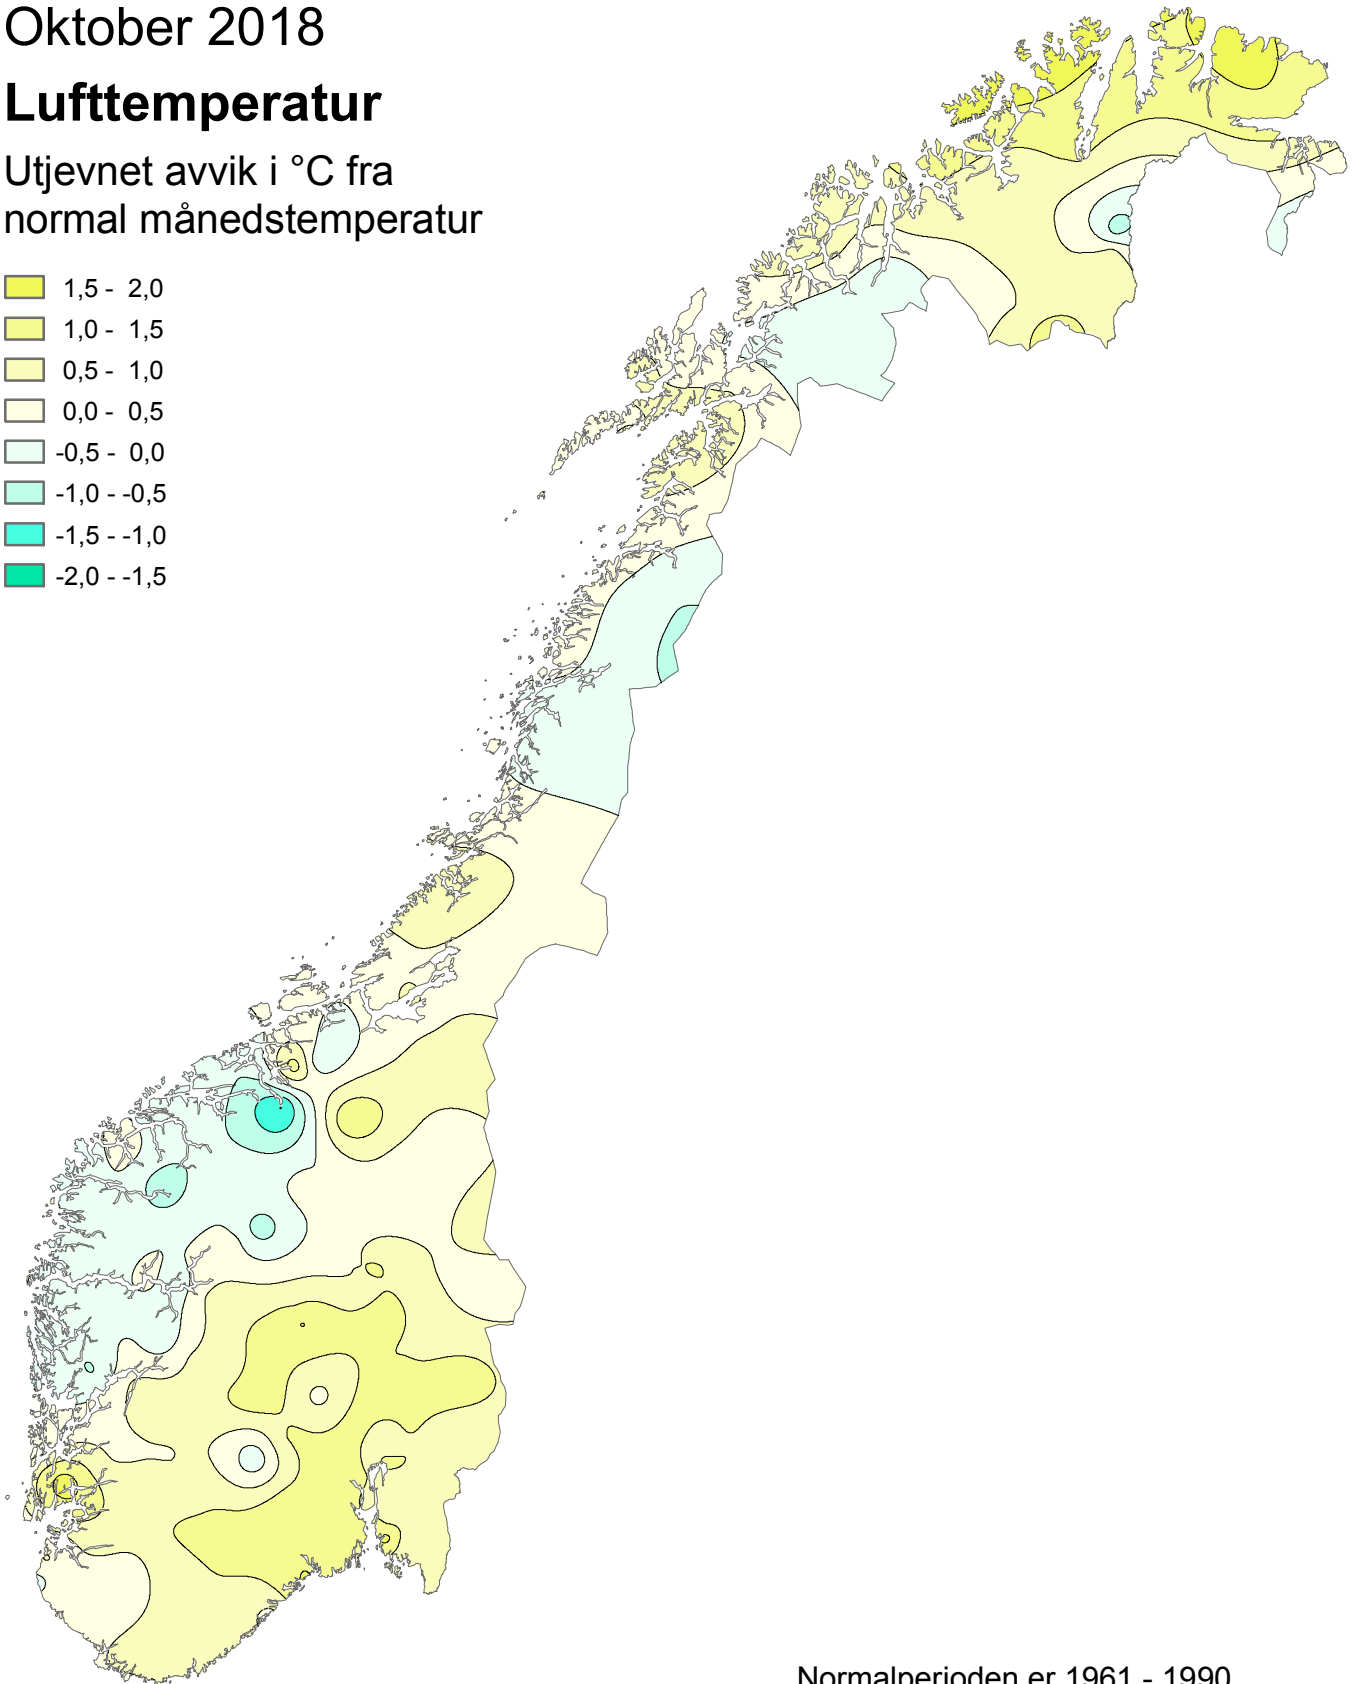 Oktober 2018
Lufttemperatur
Utjevnet avvik i °C fra
normal månedstemperatur
1,5 - 2,0
1,0 - 1,5
0,5 - 1,0
0,0 - 0,5
-0,5 - 0,0
-1,0 - -0,5
-1,5 - -1,0
-2,0 - -1,5
Normalperioden er 1961 - 1990